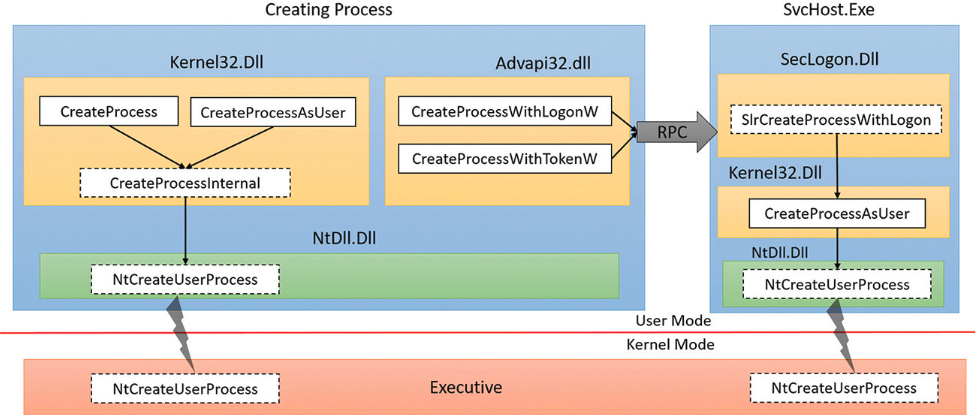 Creating Process
SvcHost.Exe
Kernel32.Dll
Advapi32.dll
SecLogon.Dll
CreateProcess
CreateProcessAsUser
CreateProcessWithLogonW
CreateProcessWithTokenW
RPC
SlrCreateProcessWithLogon
CreateProcessInternal
Kernel32.Dll
CreateProcessAsUser
NtDll.Dll
NtDll.Dll
NtCreateUserProcess
NtCreateUserProcess
User Mode
Kernel Mode
NtCreateUserProcess
Executive
NtCreateUserProcess